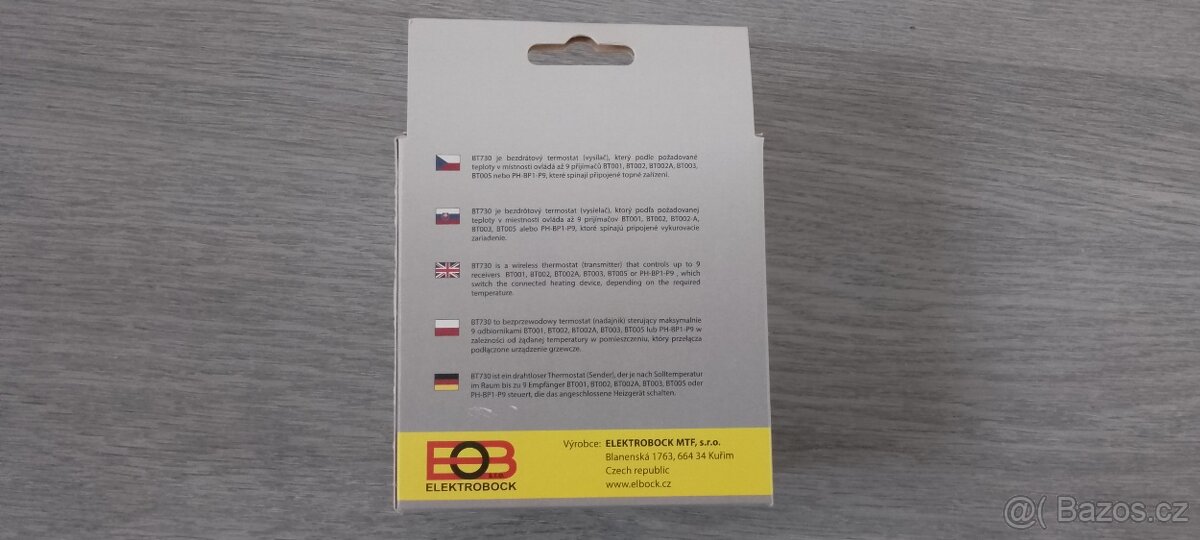 BT730 je bezdrátový termostat (vysílač), který podle požadované
teploty v místnosti ovládá až 9 přijímačů BT001, BT002, BT002A, BT003,
BT005 nebo PH-BP1-P9, které spínají připojené topné zařízení.
BT730 je bezdrôtový termostat (vysielač), ktorý podľa požadovanej
teploty v miestnosti ovláda až 9 prijímačov BT001, BT002, BT002-A,
BT003, BT005 alebo PH-BP1-P9, ktoré spínajú pripojené vykurovacie
zariadenie.
BT730 is a wireless thermostat (transmitter) that controls up to 9
receivers BT001, BT002, BT002A, BT003, BT005 or PH-BP1-P9 , which
switch the connected heating device, depending on the required
temperature.
BT730 to bezprzewodowy termostat (nadajnik) sterujący maksymalnie
9 odbiornikami BT001, BT002, BT002A, BT003, BT005 lub PH-BP1-P9 w
zależności od żądanej temperatury w pomieszczeniu, który przełącza
podłączone urządzenie grzewcze.
BT730 ist ein drahtloser Thermostat (Sender), der je nach Solltemperatur
im Raum bis zu 9 Empfänger BT001, BT002, BT002A, BT003, BT005 oder
PH-BP1-P9 steuert, die das angeschlossene Heizgerät schalten.
EOB
s.r.o.
ELEKTROBOCK
Výrobce: ELEKTROBOCK MTF, s.r.o.
Blanenská 1763, 664 34 Kuřim
Czech republic
www.elbock.cz
@( Bazos.cz